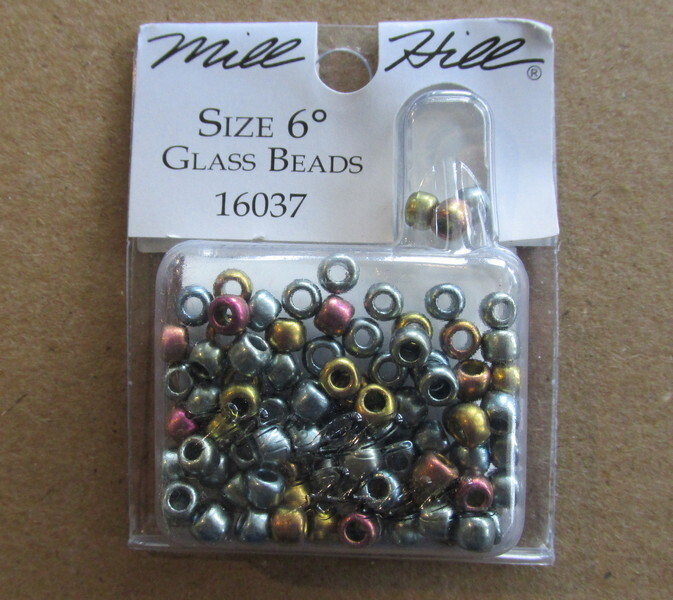 Mill Hill®
SIZE 6°
GLASS BEADS
16037